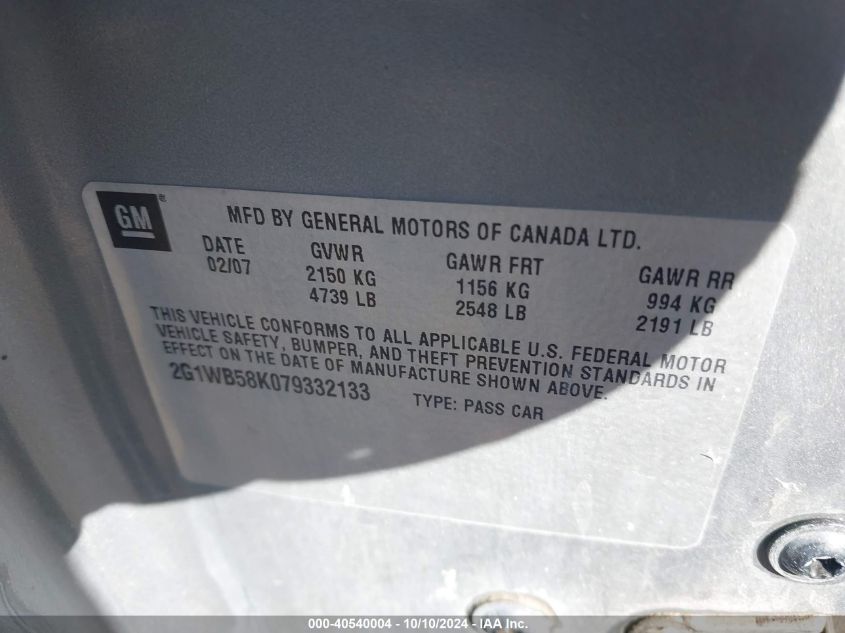 GM ®
MFD BY GENERAL MOTORS OF CANADA LTD.
DATE GVWR GAWR FRT GAWR RR
02/07 2150 KG 1156 KG 994 KG
4739 LB 2548 LB 2191 LB
THIS VEHICLE CONFORMS TO ALL APPLICABLE U.S. FEDERAL MOTOR
VEHICLE SAFETY, BUMPER, AND THEFT PREVENTION STANDARDS IN
EFFECT ON THE DATE OF MANUFACTURE SHOWN ABOVE.
2G1WB58K079332133 TYPE: PASS CAR
000-40540004 - 10/10/2024 - IAA Inc.